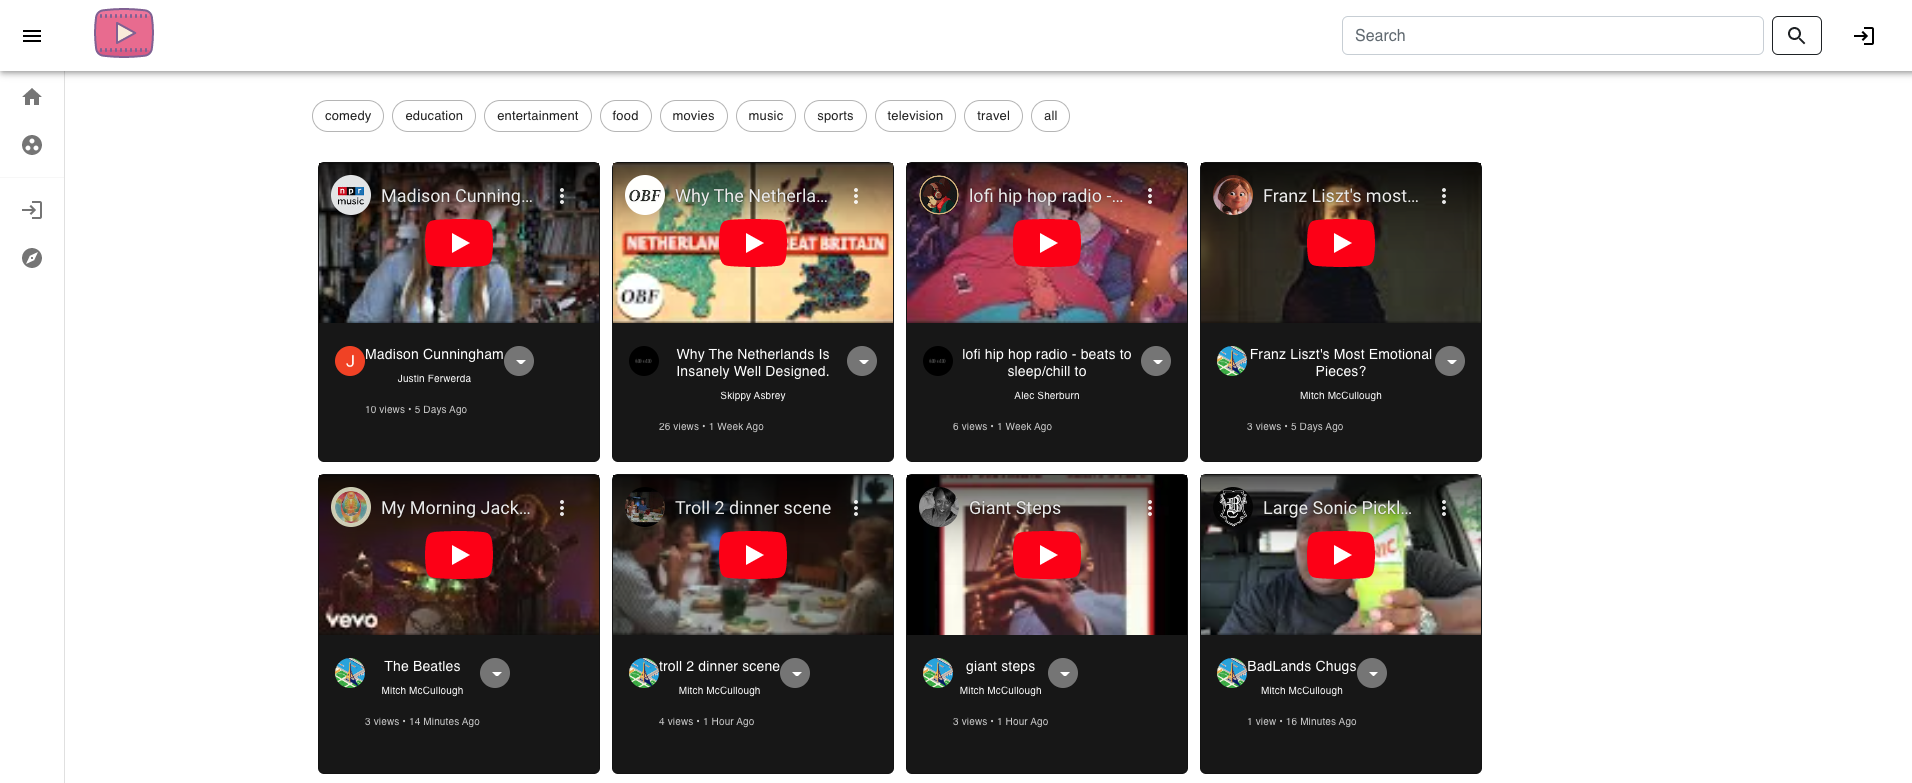 Search
comedy
education
entertainment
food
movies
music
sports
television
travel
all
npr
music
Madison Cunning...
OBF
Why The Netherla...
NETHERLAN
EAT BRITAIN
OBF
lofi hip hop radio -...
Franz Liszt's most...
J
Madison Cunningham
Justin Ferwerda
10 views • 5 Days Ago
Why The Netherlands Is
Insanely Well Designed.
Skippy Asbrey
26 views • 1 Week Ago
lofi hip hop radio - beats to
sleep/chill to
Alec Sherburn
6 views • 1 Week Ago
Franz Liszt's Most Emotional
Pieces?
Mitch McCullough
3 views • 5 Days Ago
My Morning Jack...
vevo
Troll 2 dinner scene
Giant Steps
Large Sonic Pickl...
The Beatles
Mitch McCullough
3 views • 14 Minutes Ago
troll 2 dinner scene
Mitch McCullough
4 views • 1 Hour Ago
giant steps
Mitch McCullough
3 views • 1 Hour Ago
BadLands Chugs
Mitch McCullough
1 view • 16 Minutes Ago